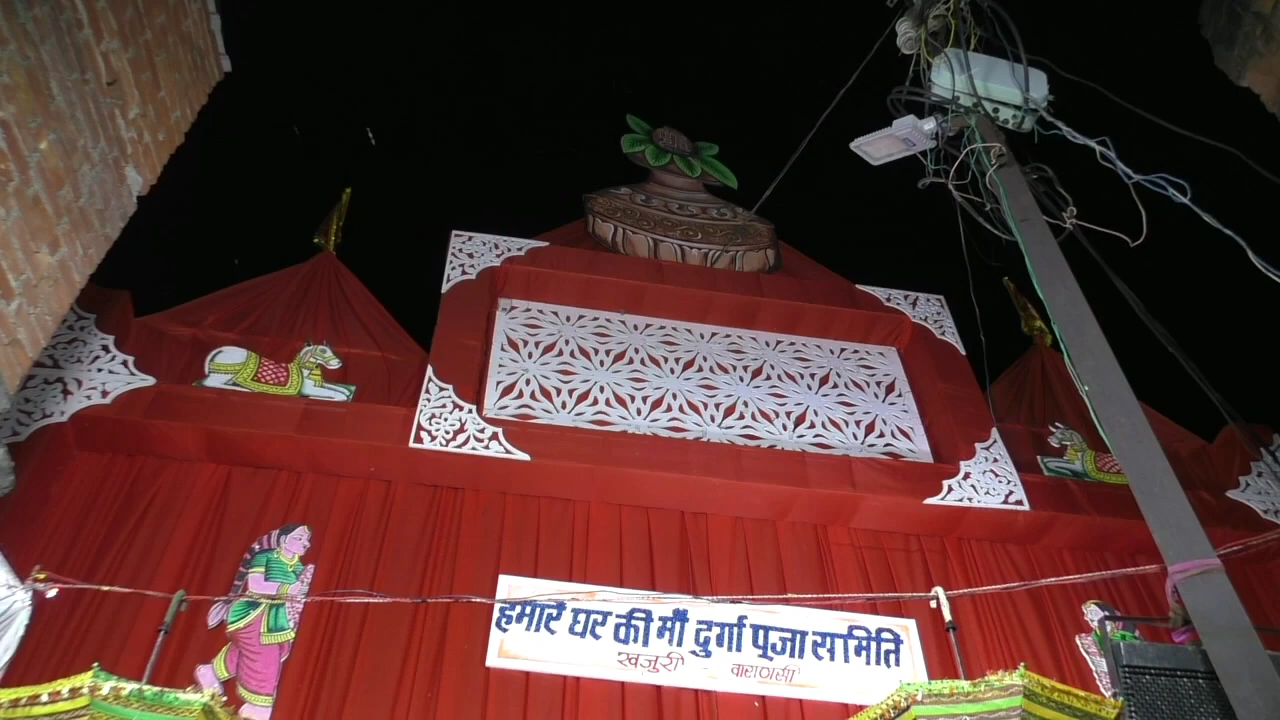 हमारे घर की माँ दुर्गा पूजा समिति
खजुरी - वाराणसी